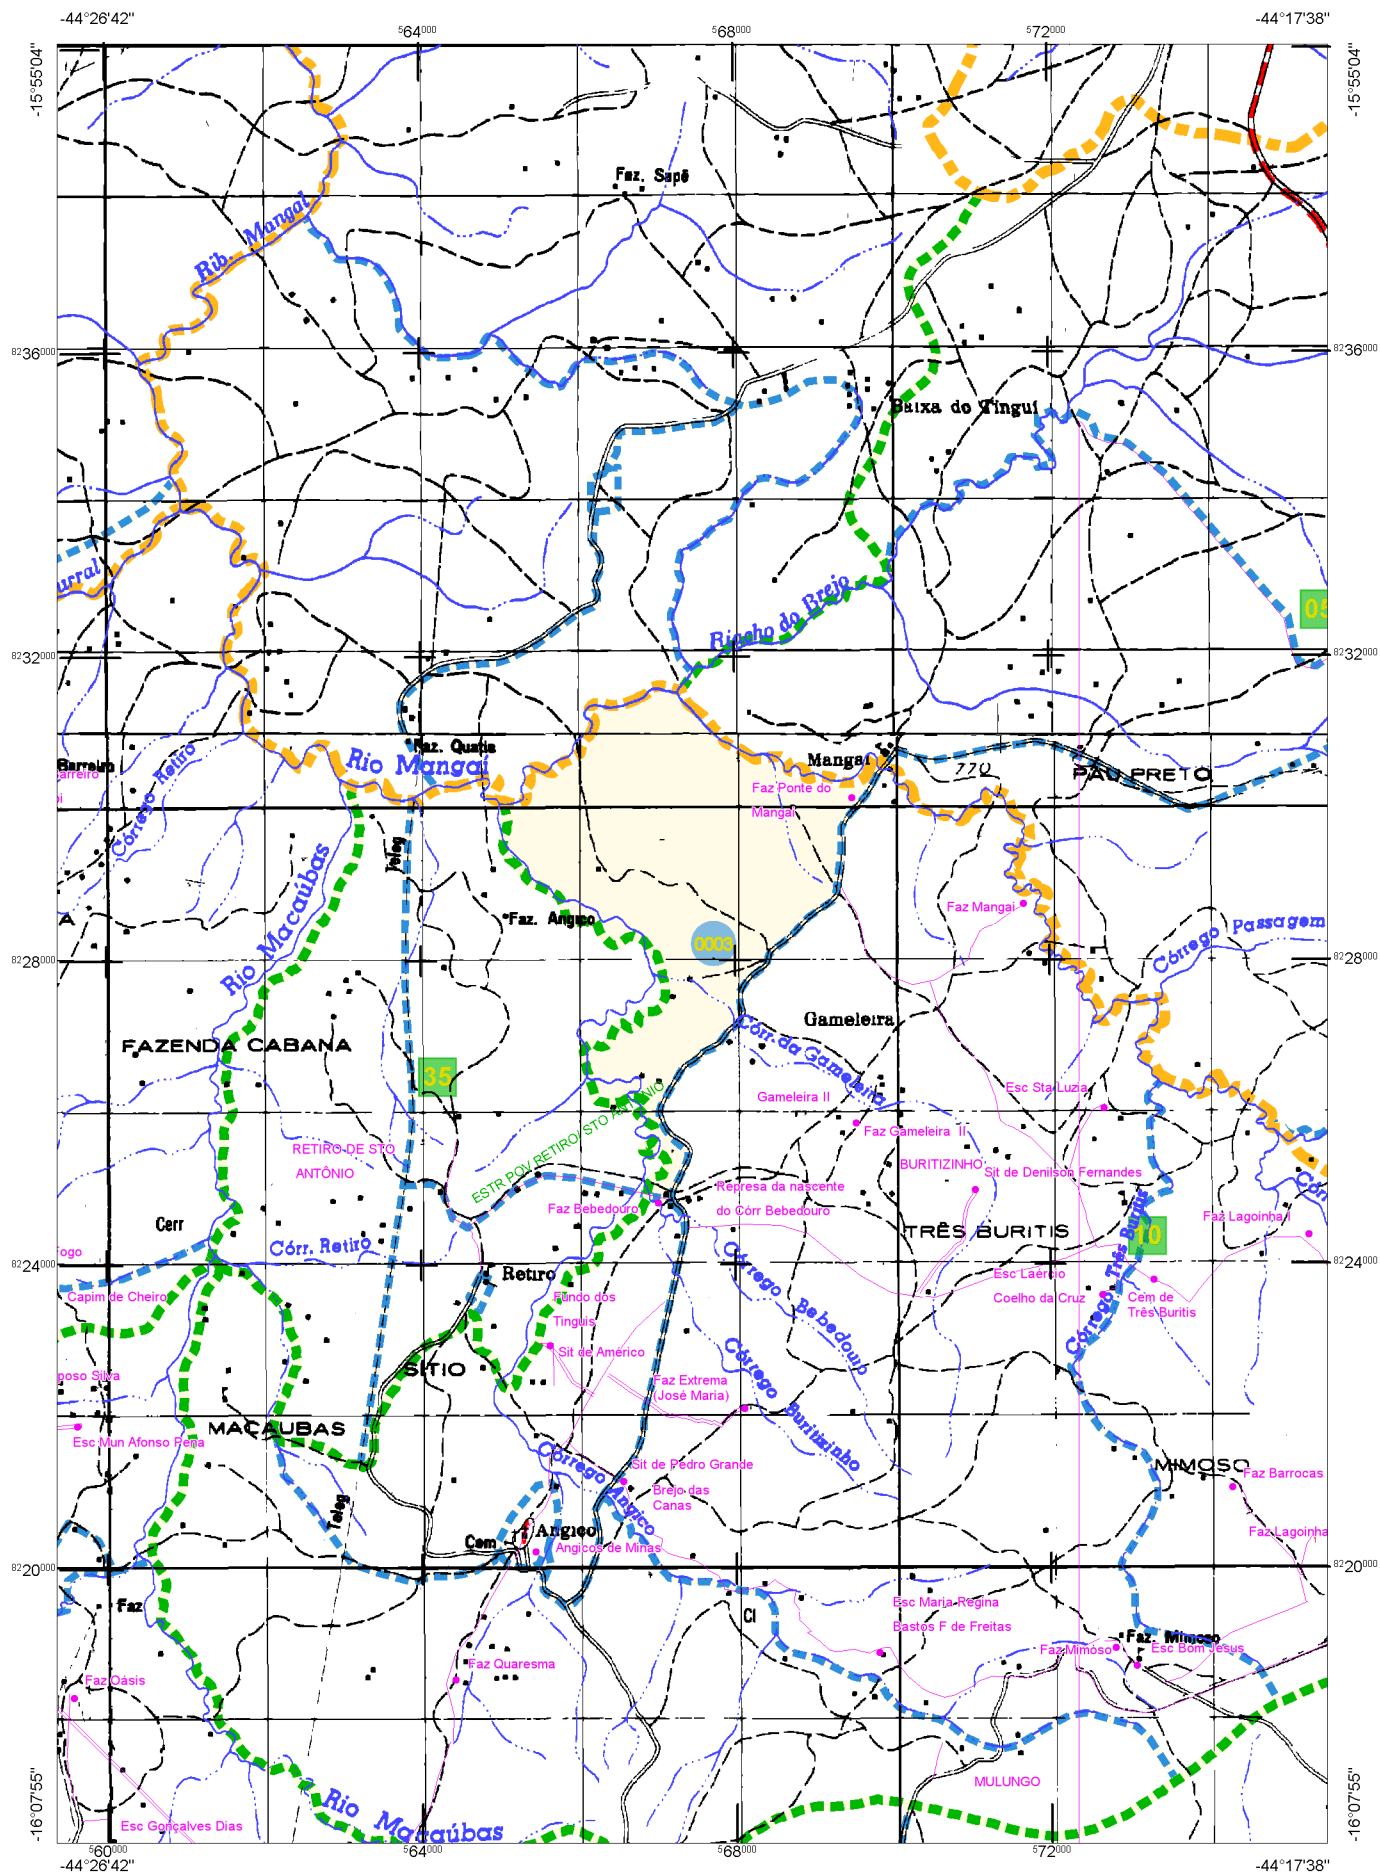 -44°26'42"
-44°17'38"
564000
568000
572000
-15°55'04"
-15°55'04"
Faz. Sapé
Rib. Mangaí
8236000
8236000
Baixa do Tinguí
urral
Riacho do Brejo
05
8232000
8232000
Faz. Quatis
Rio Mangaí
Mangaí
770
PAU PRETO
Barreiro
arreiro
Córrego Retiro
Faz Ponte do
Mangaí
Teleg
Rio Macaúbas
Faz. Angico
Faz Mangaí
A
0003
Córrego Passagem
8228000
8228000
Gameleira
Córr. da Gameleira
FAZENDA CABANA
35
Esc Sta Luzia
Gameleira II
ESTR POV RETIRO/ STO ANTÔNIO
Faz Gameleira II
RETIRO DE STO
ANTÔNIO
BURITIZINHO
Sit de Denilson Fernandes
Represa da nascente
do Córr Bebedouro
Faz Bebedouro
Córr
Faz Lagoinha I
Cerr
TRÊS BURITIS
10
Córrego Três Buritis
Córr. Retiro
ogo
8224000
8224000
Retiro
Esc Laércio
Coelho da Cruz
Cem de
Três Buritis
Capim de Cheiro
Fundo dos
Tinguis
Córrego Bebedouro
Sit de Américo
SÍTIO
poso Silva
Faz Extrema
(José Maria)
Córrego Buritizinho
MACAUBAS
Esc Mun Afonso Pena
Córrego Angico
Sit de Pedro Grande
MIMOSO
Faz Barrocas
Brejo das
Canas
Teleg
Angico
Cem
Angicos de Minas
Faz Lagoinha
8220000
8220000
Faz
Cl
Esc Maria Regina
Bastos F de Freitas
Faz. Mimoso
Faz Mimoso
Esc Bom Jesus
Faz Quaresma
Faz Oásis
MULUNGO
Rio Macaúbas
Esc Gonçalves Dias
-16°07'55"
-16°07'55"
560000
564000
568000
572000
-44°26'42"
-44°17'38"